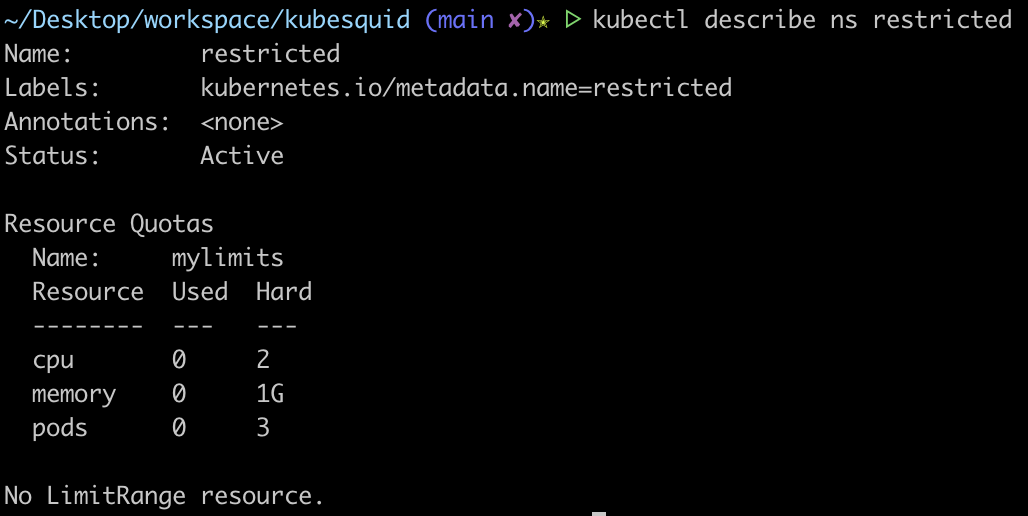 ~/Desktop/workspace/kubesquid (main ✘)✭ ▷ kubectl describe ns restricted
Name:         restricted
Labels:       kubernetes.io/metadata.name=restricted
Annotations:  <none>
Status:       Active

Resource Quotas
  Name:     mylimits
  Resource  Used  Hard
  --------  ---   ---
  cpu       0     2
  memory    0     1G
  pods      0     3

No LimitRange resource.